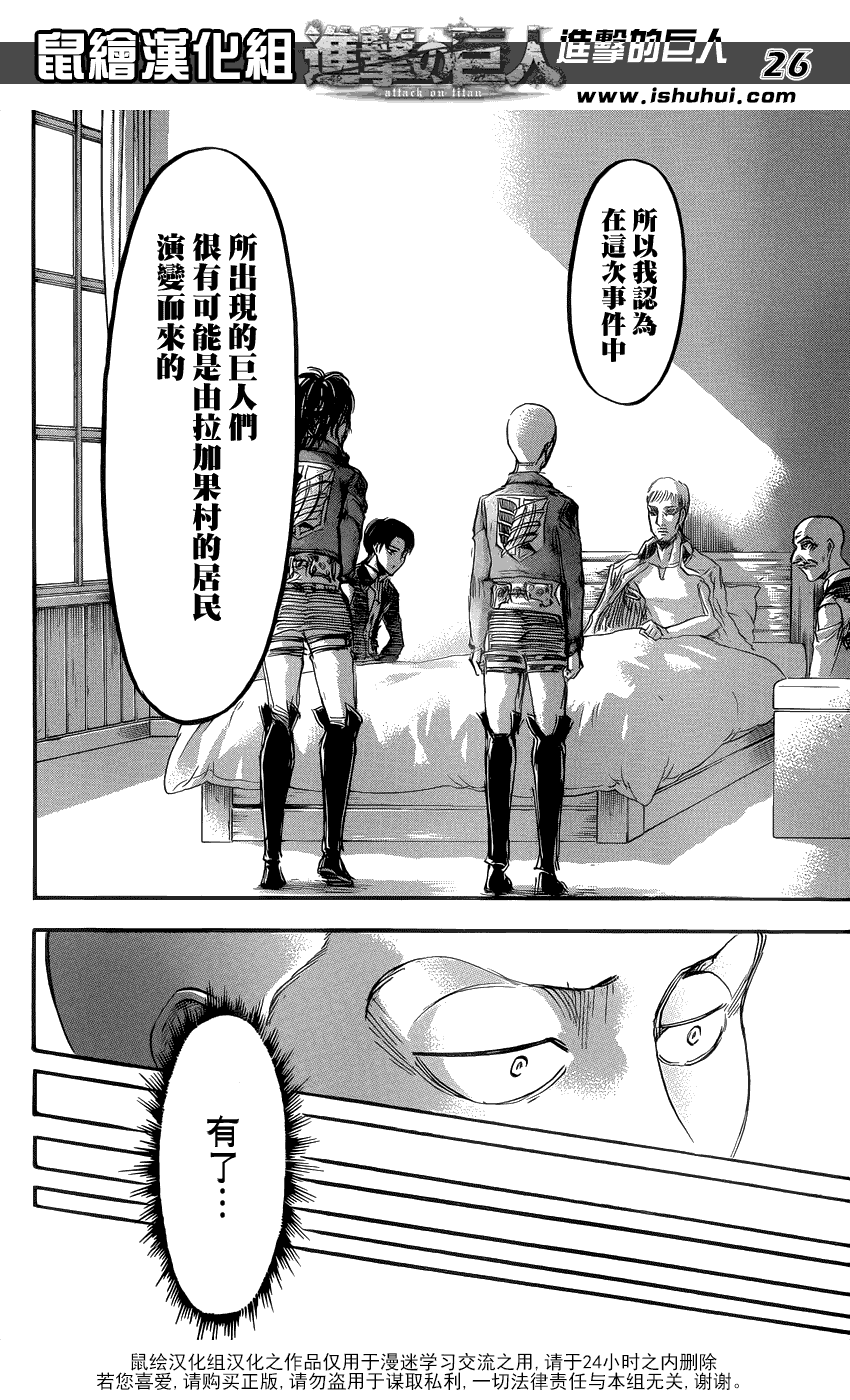 鼠繪漢化組
進撃の巨人
attack on titan
進擊的巨人
26
www.ishuhui.com
所以我認為
在這次事件中
所出現的巨人們
很有可能是由拉加果村的居民
演變而來的
有了…
鼠绘汉化组汉化之作品仅用于漫迷学习交流之用,请于24小时之内删除
若您喜爱,请购买正版,请勿盗用于谋取私利,一切法律责任与本组无关,谢谢.